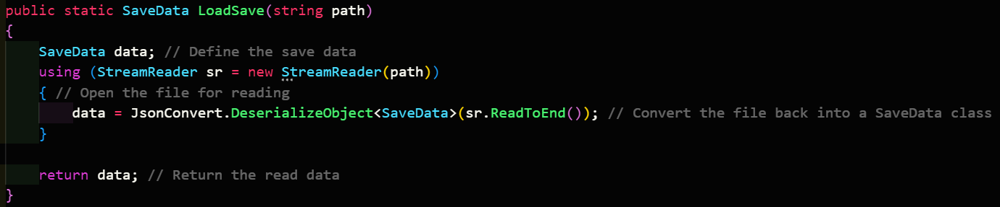 public static SaveData LoadSave(string path)
{
    SaveData data; // Define the save data
    using (StreamReader sr = new StreamReader(path))
    { // Open the file for reading
        data = JsonConvert.DeserializeObject<SaveData>(sr.ReadToEnd()); // Convert the file back into a SaveData class
    }

    return data; // Return the read data
}